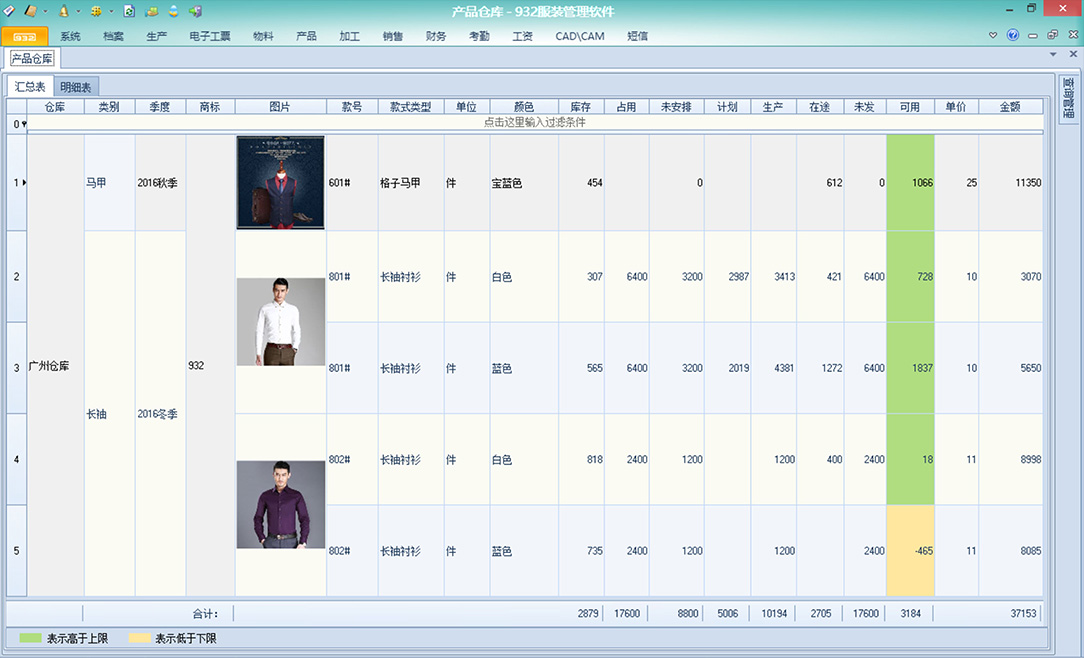 产品仓库 - 932服装管理软件
932 系统 档案 生产 电子工票 物料 产品 加工 销售 财务 考勤 工资 CAD\CAM 短信
产品仓库
汇总表 明细表
查询管理
仓库 类别 季度 商标 图片 款号 款式类型 单位 颜色 库存 占用 未安排 计划 生产 在途 未发 可用 单价 金额
0 点击这里输入过滤条件
1 马甲 2016秋季 601# 格子马甲 件 宝蓝色 454 0 612 0 1066 25 11350
2 801# 长袖衬衫 件 白色 307 6400 3200 2987 3413 421 6400 728 10 3070
广州仓库 932
3 801# 长袖衬衫 件 蓝色 565 6400 3200 2019 4381 1272 6400 1837 10 5650
长袖 2016冬季
4 802# 长袖衬衫 件 白色 818 2400 1200 1200 400 2400 18 11 8998
5 802# 长袖衬衫 件 蓝色 735 2400 1200 1200 2400 -465 11 8085
合计: 2879 17600 8800 5006 10194 2705 17600 3184 37153
表示高于上限 表示低于下限